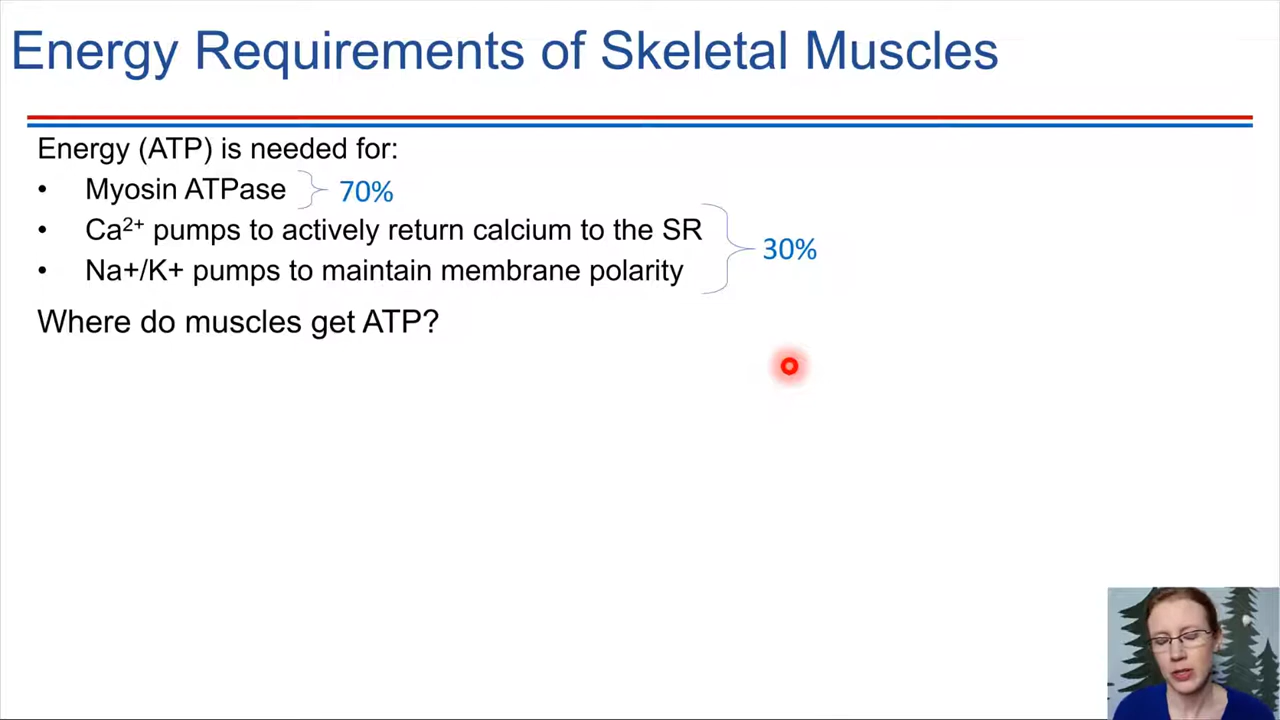 Energy Requirements of Skeletal Muscles
Energy (ATP) is needed for:
• Myosin ATPase 70%
• Ca²⁺ pumps to actively return calcium to the SR
30%
• Na+/K+ pumps to maintain membrane polarity
Where do muscles get ATP?